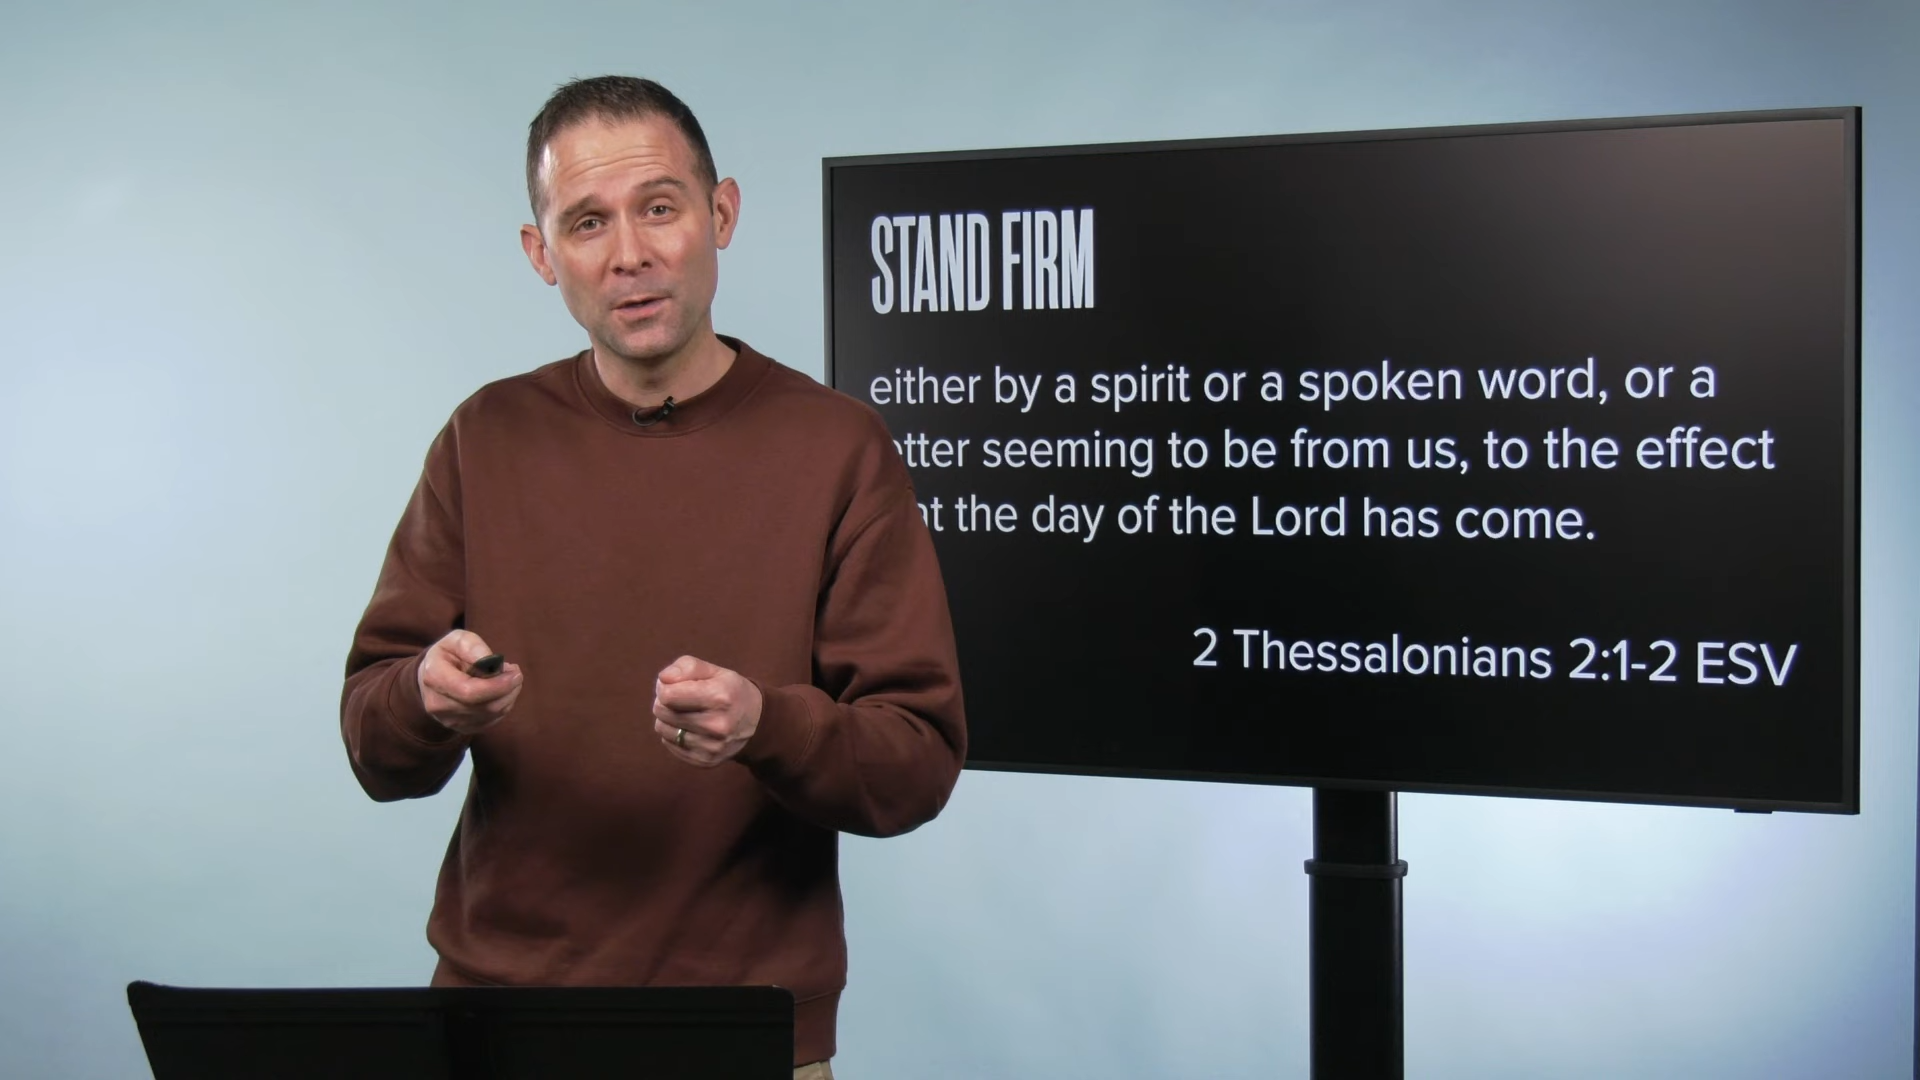 STAND FIRM
either by a spirit or a spoken word, or a
seeming to be from us, to the effect
the day of the Lord has come.
2 Thessalonians 2:1-2 ESV